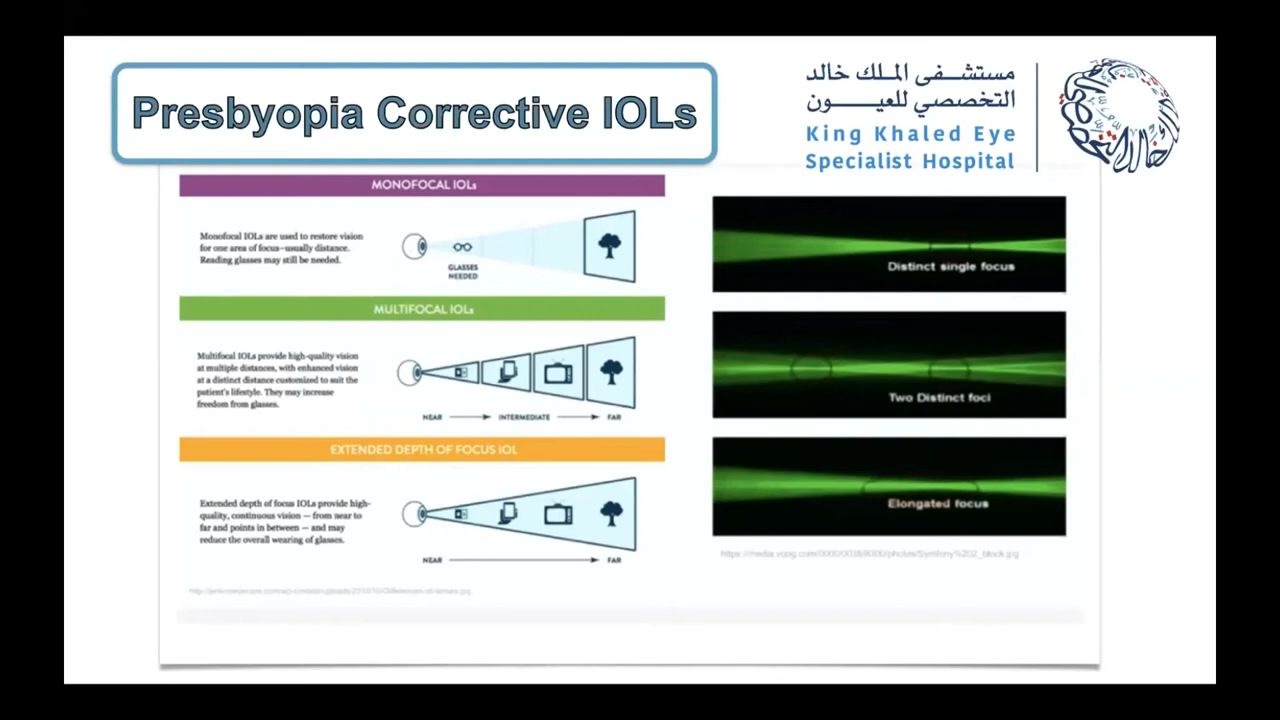 Presbyopia Corrective IOLs
مستشفى الملك خالد
التخصصي للعيون
King Khaled Eye
Specialist Hospital
MONOFOCAL IOLs
Monofocal IOLs are used to restore vision
for one area of focus–usually distance.
Reading glasses may still be needed.
GLASSES
NEEDED
MULTIFOCAL IOLs
Multifocal IOLs provide high-quality vision
at multiple distances, with enhanced vision
at a distinct distance customized to suit the
patient's lifestyle. They may increase
freedom from glasses.
NEAR INTERMEDIATE FAR
EXTENDED DEPTH OF FOCUS IOL
Extended depth of focus IOLs provide high-
quality, continuous vision — from near to
far and points in between — and may
reduce the overall wearing of glasses.
NEAR FAR
Distinct single focus
Two Distinct foci
Elongated focus